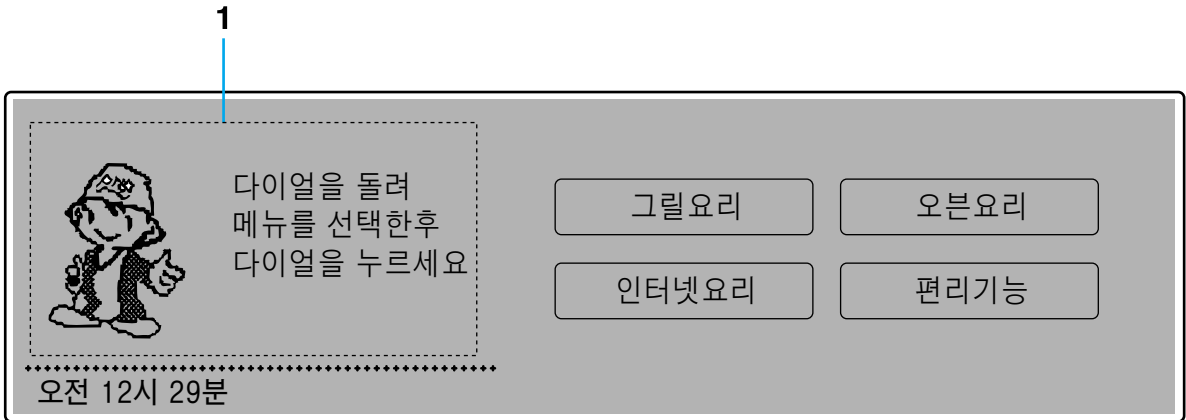 1
다이얼을 돌려
메뉴를 선택한후
다이얼을 누르세요
그릴요리
오븐요리
인터넷요리
편리기능
오전 12시 29분